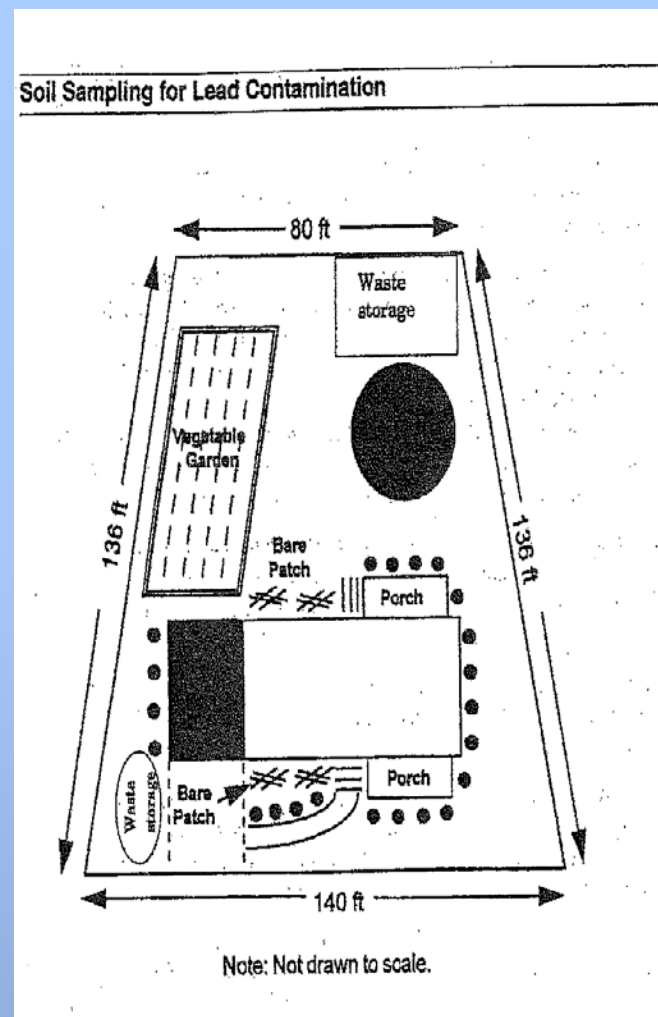 Soil Sampling for Lead Contamination
80 ft
Waste
storage
Vegetable
Garden
136 ft
136 ft
Bare
Patch
Porch
Waste
storage
Bare
Patch
Porch
140 ft
Note: Not drawn to scale.